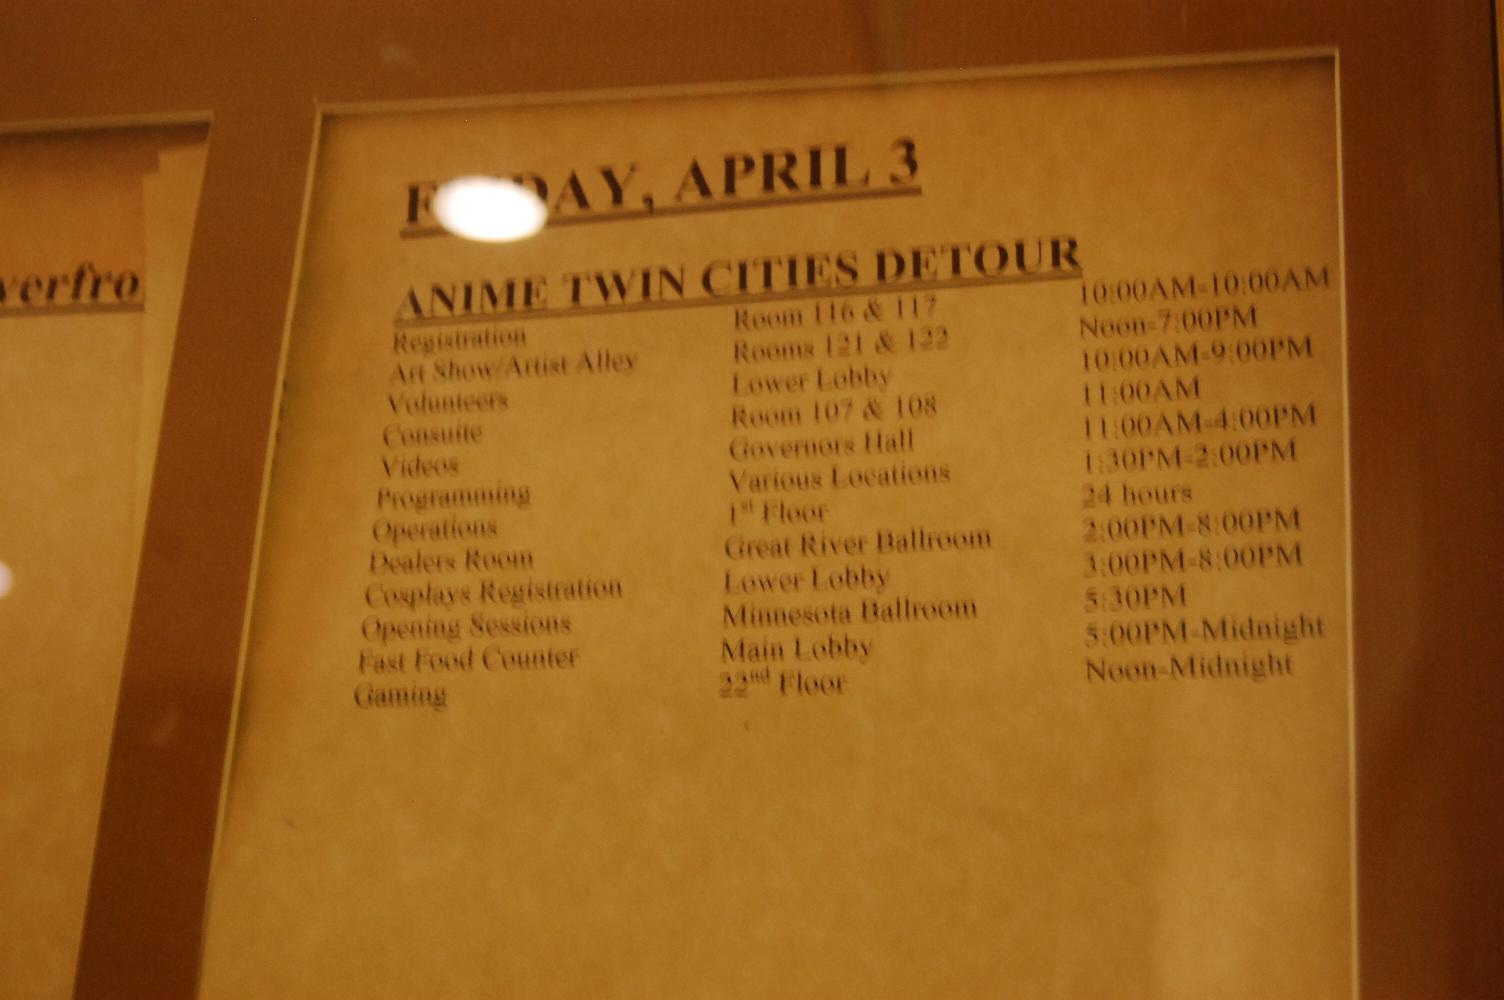 verfro
FRIDAY, APRIL 3
ANIME TWIN CITIES DETOUR
Registration Room 116 & 117 10:00AM-10:00AM
Art Show/Artist Alley Rooms 121 & 122 Noon-7:00PM
Volunteers Lower Lobby 10:00AM-9:00PM
Consuite Room 107 & 108 11:00AM
Videos Governors Hall 11:00AM-4:00PM
Programming Various Locations 1:30PM-2:00PM
Operations 1st Floor 24 hours
Dealers Room Great River Ballroom 2:00PM-8:00PM
Cosplays Registration Lower Lobby 3:00PM-8:00PM
Opening Sessions Minnesota Ballroom 5:30PM
Fast Food Counter Main Lobby 5:00PM-Midnight
Gaming 22nd Floor Noon-Midnight